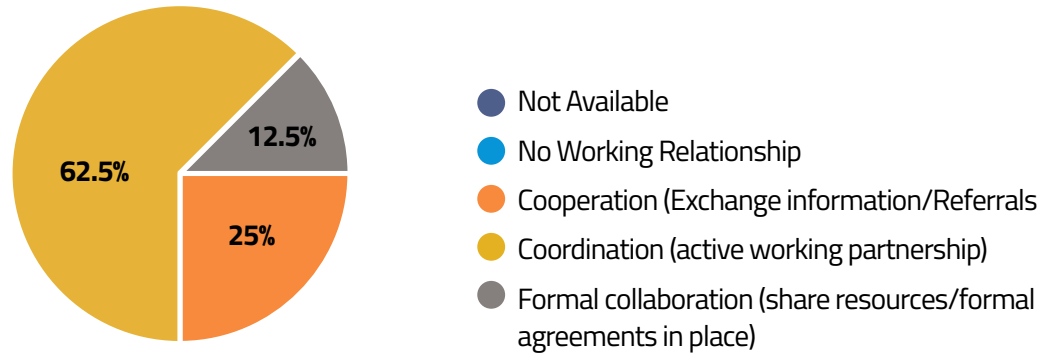 12.5%
62.5%
25%
Not Available
No Working Relationship
Cooperation (Exchange information/Referrals
Coordination (active working partnership)
Formal collaboration (share resources/formal
agreements in place)